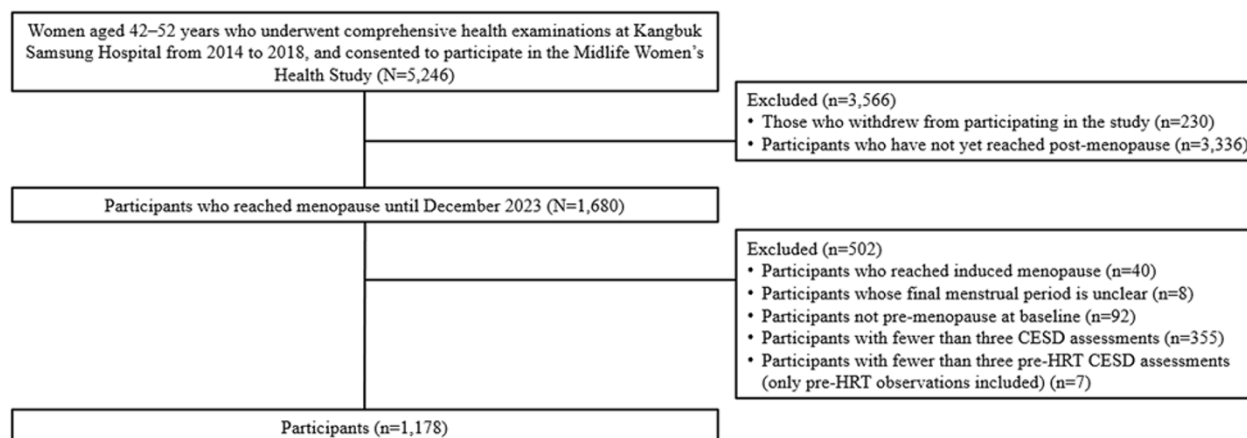 Women aged 42–52 years who underwent comprehensive health examinations at Kangbuk
Samsung Hospital from 2014 to 2018, and consented to participate in the Midlife Women’s
Health Study (N=5,246)
Excluded (n=3,566)
• Those who withdrew from participating in the study (n=230)
• Participants who have not yet reached post-menopause (n=3,336)
Participants who reached menopause until December 2023 (N=1,680)
Excluded (n=502)
• Participants who reached induced menopause (n=40)
• Participants whose final menstrual period is unclear (n=8)
• Participants not pre-menopause at baseline (n=92)
• Participants with fewer than three CESD assessments (n=355)
• Participants with fewer than three pre-HRT CESD assessments
(only pre-HRT observations included) (n=7)
Participants (n=1,178)